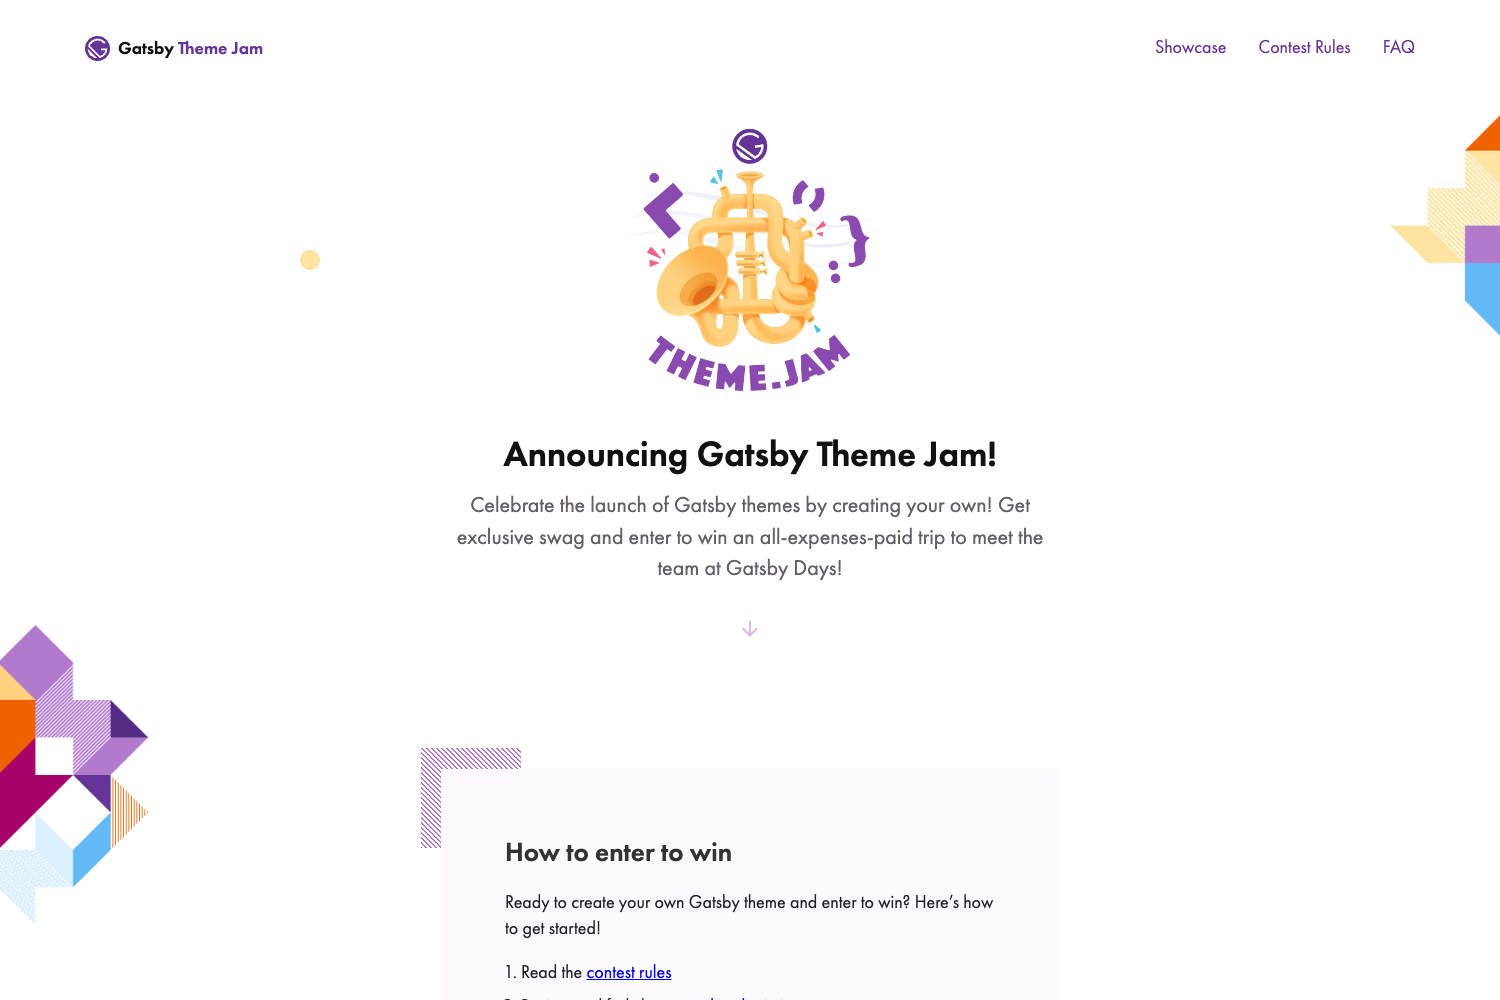 Gatsby Theme Jam
Showcase
Contest Rules
FAQ
THEME.JAM
Announcing Gatsby Theme Jam!
Celebrate the launch of Gatsby themes by creating your own! Get
exclusive swag and enter to win an all-expenses-paid trip to meet the
team at Gatsby Days!
How to enter to win
Ready to create your own Gatsby theme and enter to win? Here’s how
to get started!
1. Read the contest rules